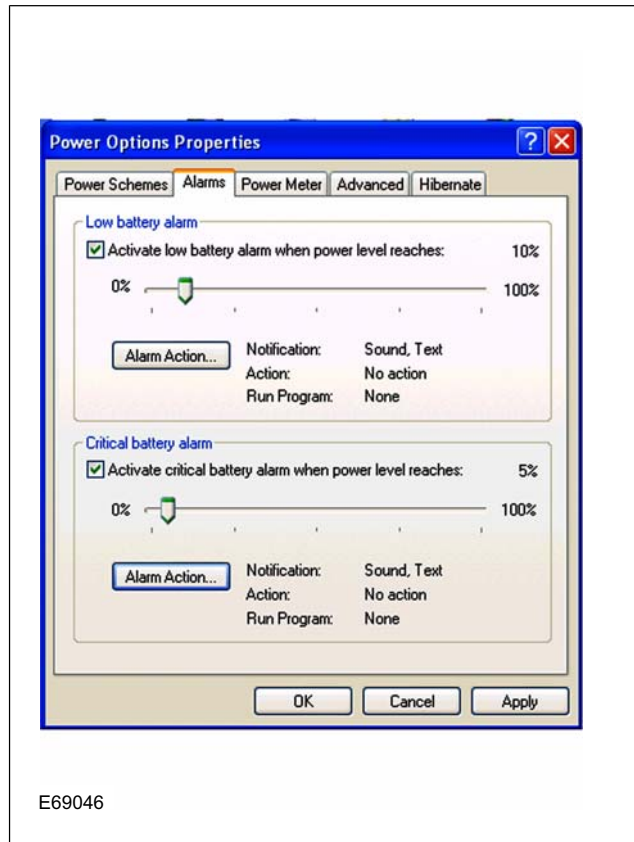 Power Options Properties
Power Schemes Alarms Power Meter Advanced Hibernate
Low battery alarm
Activate low battery alarm when power level reaches: 10%
0% 100%
Alarm Action... Notification: Sound, Text
Action: No action
Run Program: None
Critical battery alarm
Activate critical battery alarm when power level reaches: 5%
0% 100%
Alarm Action... Notification: Sound, Text
Action: No action
Run Program: None
OK Cancel Apply
E69046